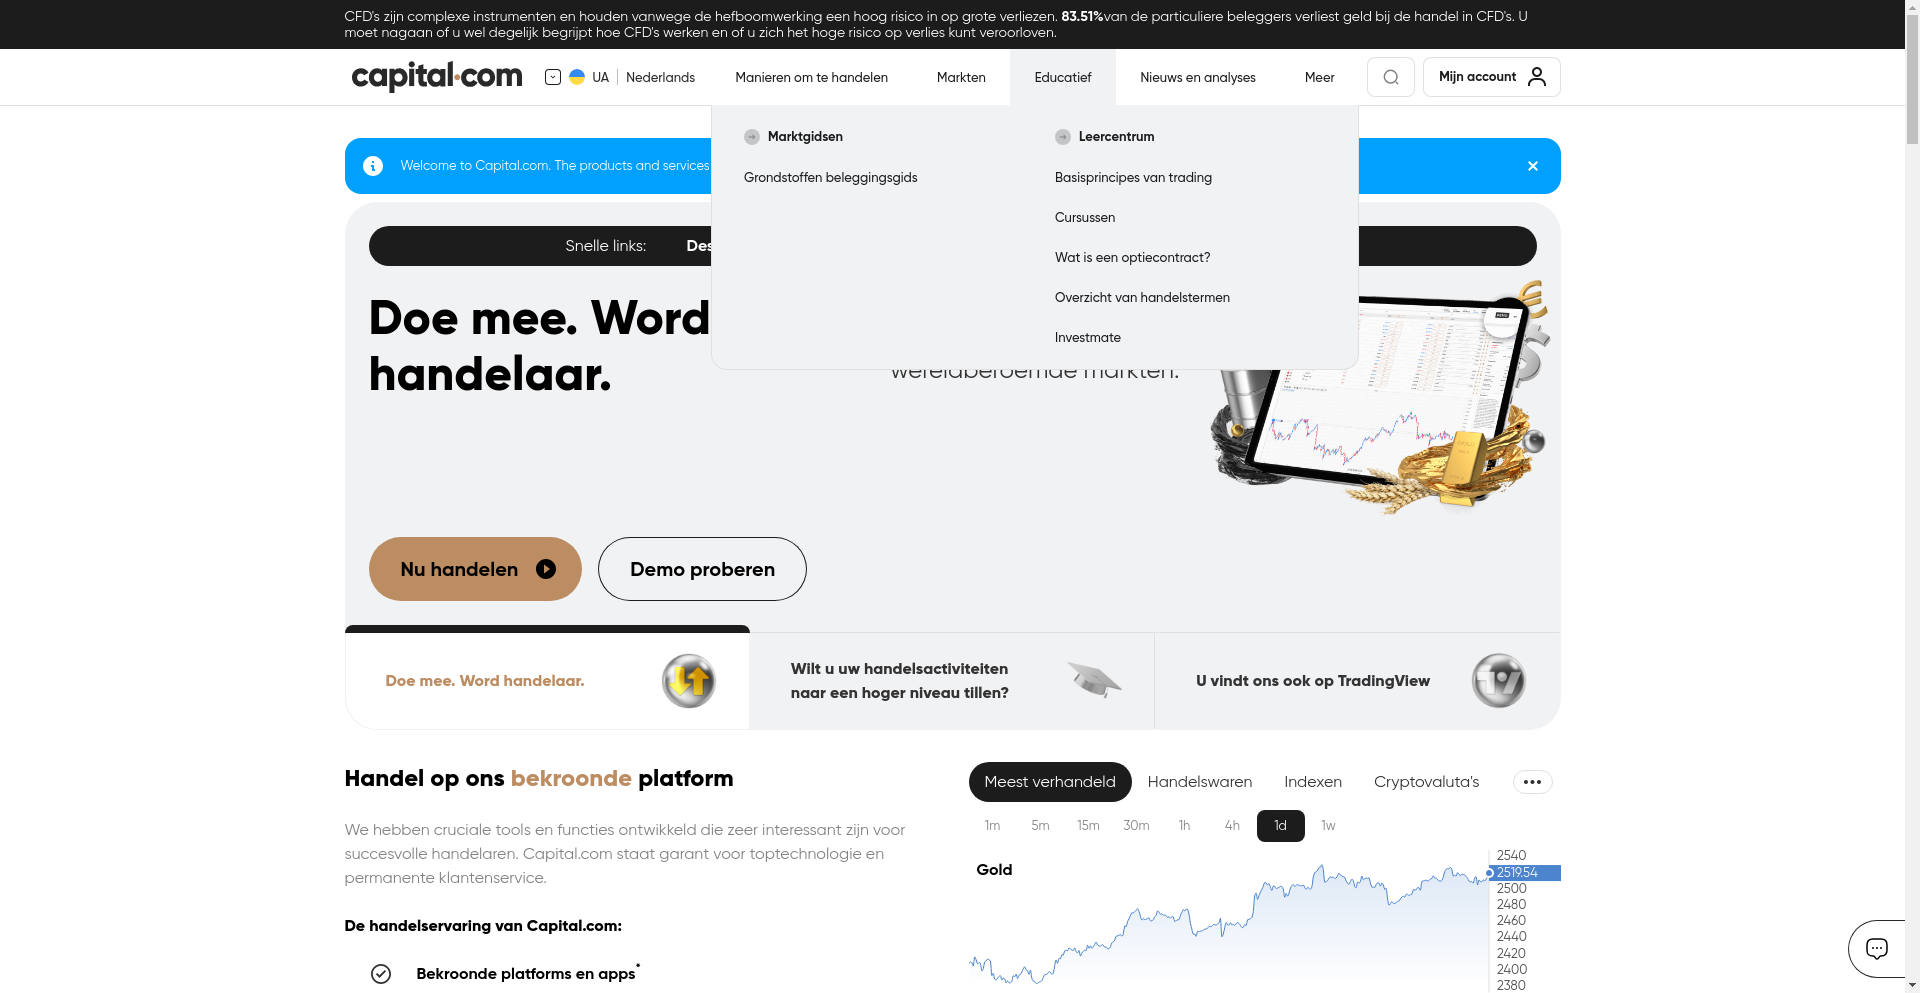 CFD's zijn complexe instrumenten en houden vanwege de hefboomwerking een hoog risico in op grote verliezen. 83.51%van de particuliere beleggers verliest geld bij de handel in CFD's. U
moet nagaan of u wel degelijk begrijpt hoe CFD's werken en of u zich het hoge risico op verlies kunt veroorloven.
capital.com
UA
Nederlands
Manieren om te handelen
Markten
Educatief
Nieuws en analyses
Meer
Mijn account
Marktgidsen
Grondstoffen beleggingsgids
Leercentrum
Basisprincipes van trading
Cursussen
Wat is een optiecontract?
Overzicht van handelstermen
Investmate
Welcome to Capital.com. The products and services
Snelle links:
Doe mee. Word
handelaar.
wereldberoemde markten.
Nu handelen
Demo proberen
Doe mee. Word handelaar.
Wilt u uw handelsactiviteiten
naar een hoger niveau tillen?
U vindt ons ook op TradingView
Handel op ons bekroonde platform
We hebben cruciale tools en functies ontwikkeld die zeer interessant zijn voor
succesvolle handelaren. Capital.com staat garant voor toptechnologie en
permanente klantenservice.
De handelservaring van Capital.com:
Bekroonde platforms en apps*
Meest verhandeld
Handelswaren
Indexen
Cryptovaluta's
1m 5m 15m 30m 1h 4h 1d 1w
Gold
2540
2519.54
2500
2480
2460
2440
2420
2400
2380